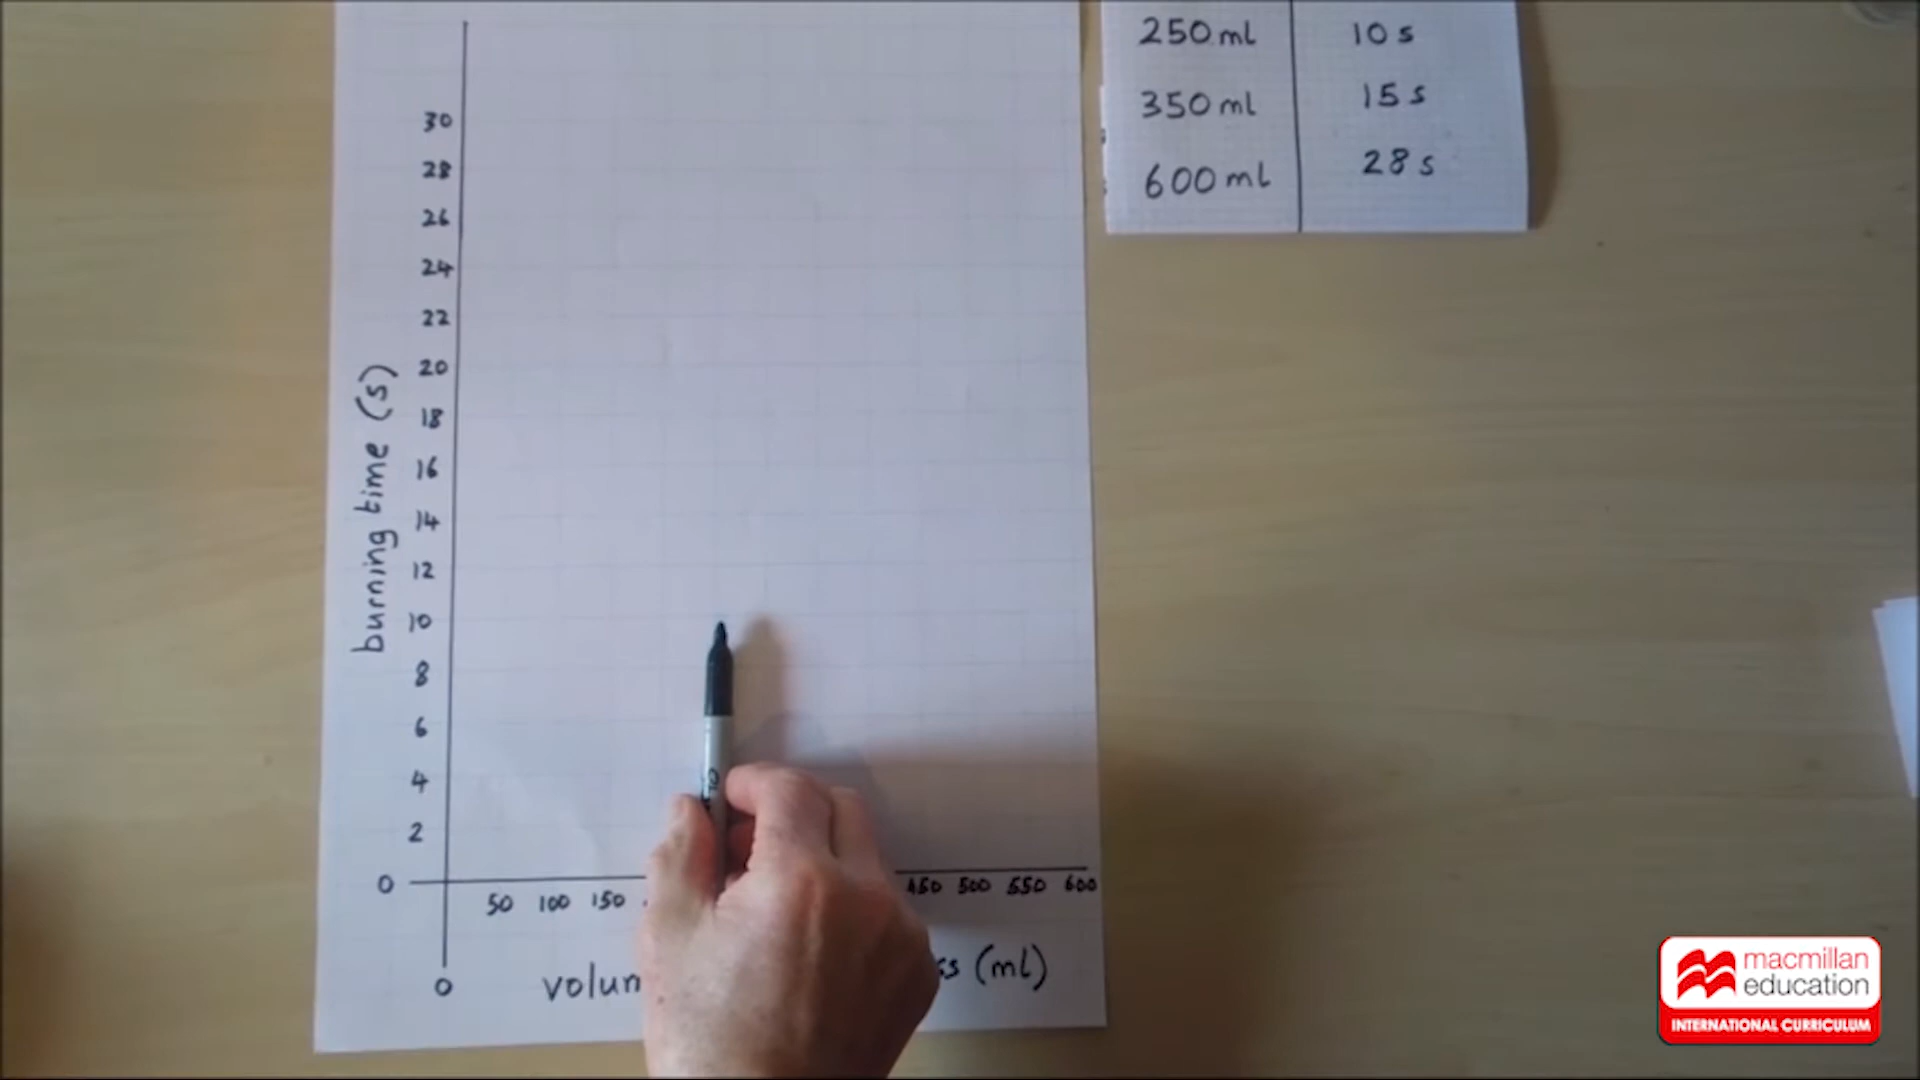 250 ml 10 s
350 ml 15 s
600 ml 28 s
30
28
26
24
22
20
18
16
14
12
10
8
6
4
2
0
burning time (s)
50 100 150 450 500 550 600
0
(ml)
macmillan
education
INTERNATIONAL CURRICULUM